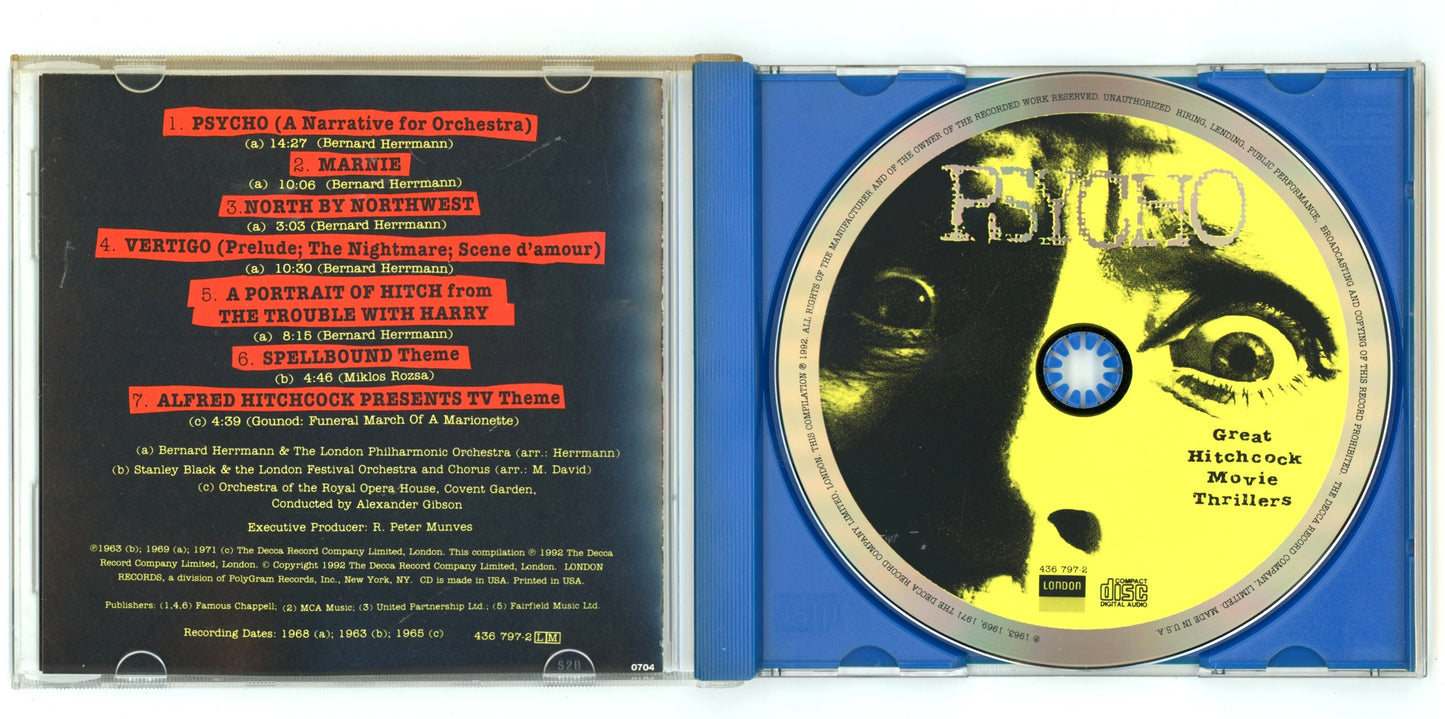 1. PSYCHO (A Narrative for Orchestra)
(a) 14:27 (Bernard Herrmann)
2. MARNIE
(a) 10:06 (Bernard Herrmann)
3.NORTH BY NORTHWEST
(a) 3:03 (Bernard Herrmann)
4. VERTIGO (Prelude; The Nightmare; Scene d'amour)
(a) 10:30 (Bernard Herrmann)
5. A PORTRAIT OF HITCH from
THE TROUBLE WITH HARRY
(a) 8:15 (Bernard Herrmann)
6. SPELLBOUND Theme
(b) 4:46 (Miklos Rozsa)
7. ALFRED HITCHCOCK PRESENTS TV Theme
(c) 4:39 (Gounod: Funeral March Of A Marionette)
(a) Bernard Herrmann & The London Philharmonic Orchestra (arr.: Herrmann)
(b) Stanley Black & the London Festival Orchestra and Chorus (arr.: M. David)
(c) Orchestra of the Royal Opera House, Covent Garden,
Conducted by Alexander Gibson
Executive Producer: R. Peter Munves
℗1963 (b); 1969 (a); 1971 (c) The Decca Record Company Limited, London. This compilation ℗ 1992 The Decca
Record Company Limited, London. © Copyright 1992 The Decca Record Company Limited, London. LONDON
RECORDS, a division of PolyGram Records, Inc., New York, NY. CD is made in USA. Printed in USA.
Publishers: (1,4,6) Famous Chappell; (2) MCA Music; (3) United Partnership Ltd.; (5) Fairfield Music Ltd.
Recording Dates: 1968 (a); 1963 (b); 1965 (c) 436 797-2 LM
S2B
0704
PSYCHO
Great
Hitchcock
Movie
Thrillers
436 797-2
LONDON
COMPACT
disc
DIGITAL AUDIO
℗ 1963, 1969, 1971 THE DECCA RECORD COMPANY LIMITED, LONDON. THIS COMPILATION ℗ 1992. ALL RIGHTS OF THE MANUFACTURER AND OF THE OWNER OF THE RECORDED WORK RESERVED. UNAUTHORIZED HIRING, LENDING, PUBLIC PERFORMANCE, BROADCASTING AND COPYING OF THIS RECORD PROHIBITED. THE DECCA RECORD COMPANY, LIMITED. MADE IN U.S.A